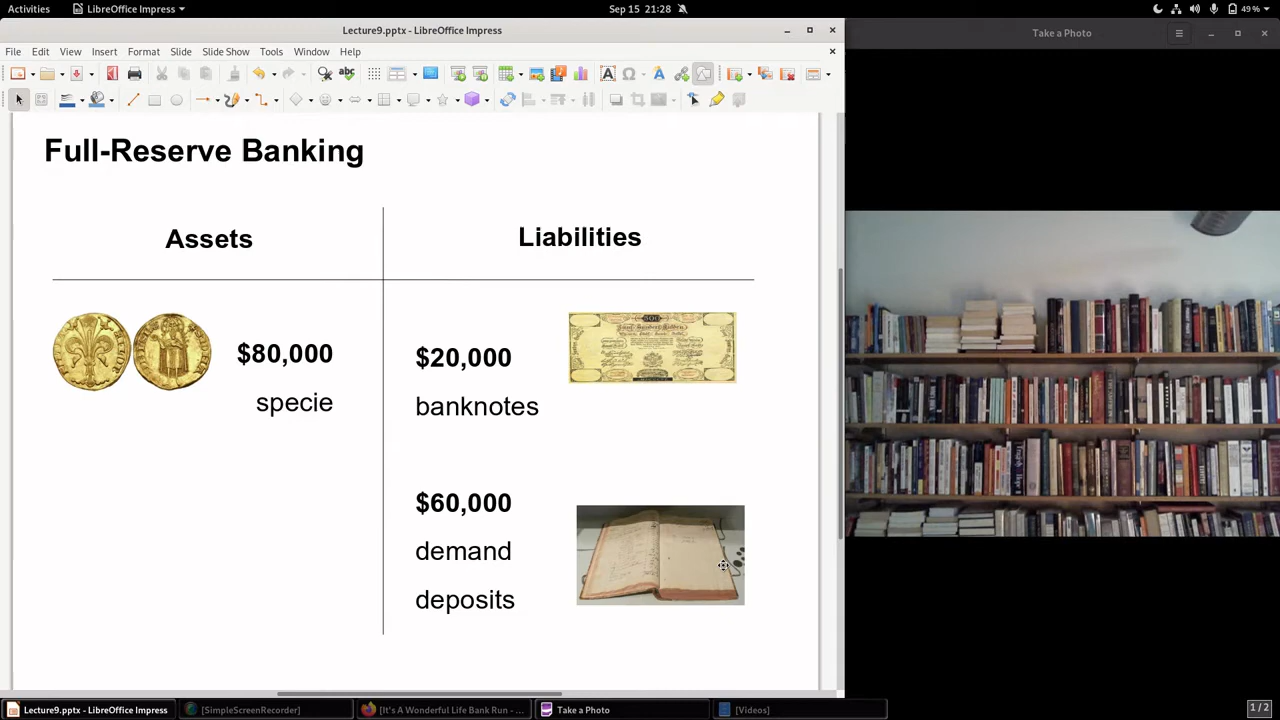 Activities
LibreOffice Impress
Sep 15 21:28
49 %
Lecture9.pptx - LibreOffice Impress
Take a Photo
File Edit View Insert Format Slide Slide Show Tools Window Help
Full-Reserve Banking
Assets
Liabilities
$80,000
specie
$20,000
banknotes
$60,000
demand
deposits
Lecture9.pptx - LibreOffice Impress
[SimpleScreenRecorder]
[It's A Wonderful Life Bank Run - ...
Take a Photo
[Videos]
1 / 2